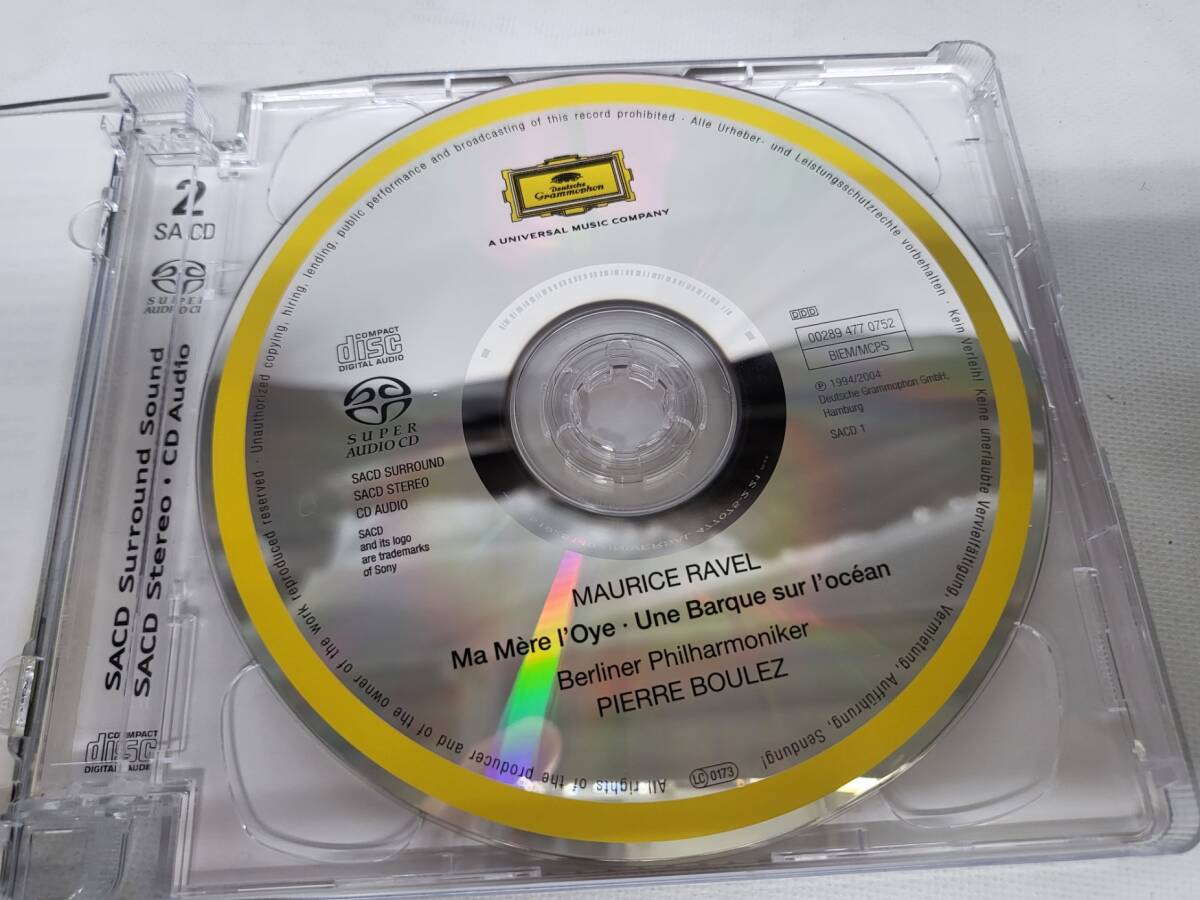 2
SACD
SUPER
AUDIO CD
SACD Surround Sound
SACD Stereo · CD Audio
COMPACT
disc
DIGITAL AUDIO
Unauthorized copying, hiring, lending, public performance and broadcasting of this record prohibited · Alle Urheber- und Leistungsschutzrechte vorbehalten · Kein Verleih! Keine unerlaubte Vervielfältigung, Vermietung, Aufführung, Sendung!
All rights of the producer and of the owner of the work reproduced reserved ·
Deutsche
Grammophon
A UNIVERSAL MUSIC COMPANY
COMPACT
disc
DIGITAL AUDIO
SUPER
AUDIO CD
SACD SURROUND
SACD STEREO
CD AUDIO
SACD
and its logo
are trademarks
of Sony
DDD
00289 477 0752
BIEM/MCPS
℗ 1994/2004
Deutsche Grammophon GmbH,
Hamburg
SACD 1
MAURICE RAVEL
Ma Mère l'Oye · Une Barque sur l'océan
Berliner Philharmoniker
PIERRE BOULEZ
LC 0173